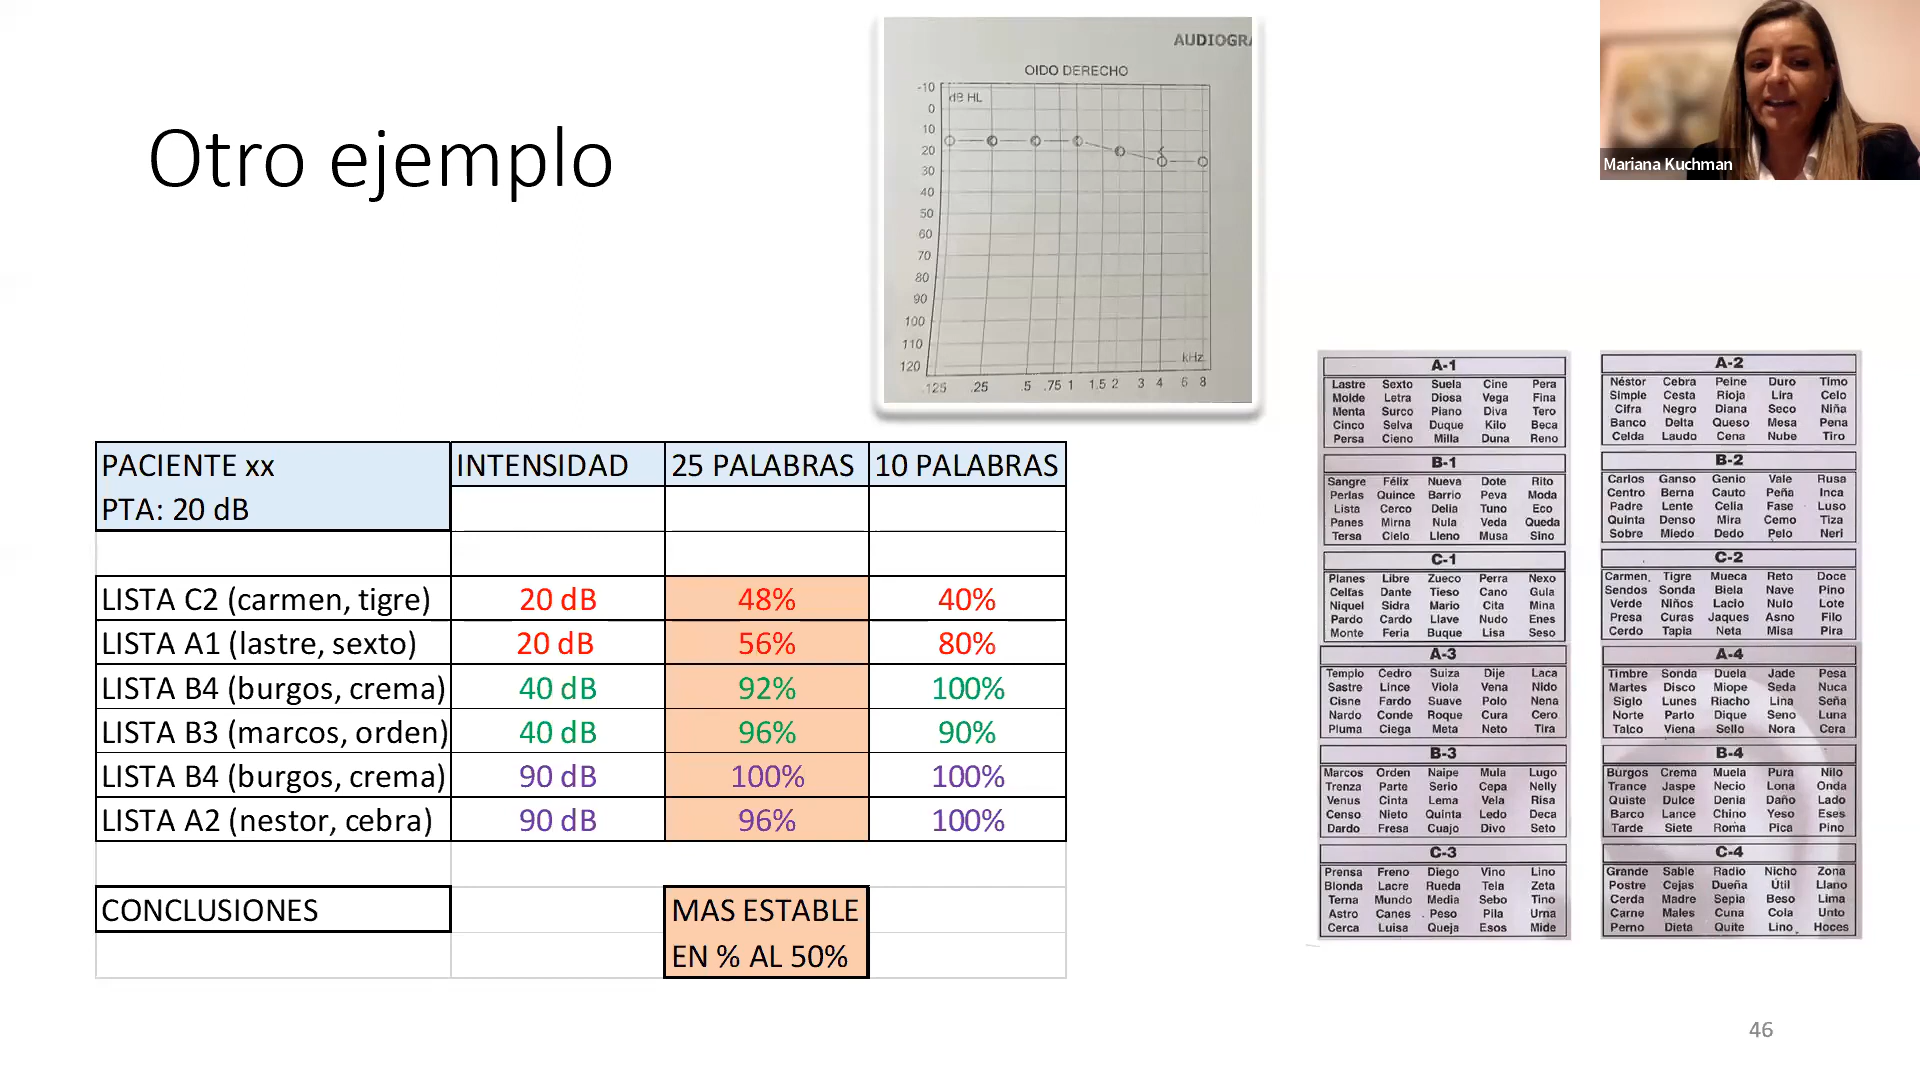 Otro ejemplo
AUDIOGRA
OIDO DERECHO
dB HL
-10
0
10
20
30
40
50
60
70
80
90
100
110
120
kHz
.125 .25 .5 .75 1 1.5 2 3 4 6 8
Mariana Kuchman
PACIENTE xx INTENSIDAD 25 PALABRAS 10 PALABRAS
PTA: 20 dB
LISTA C2 (carmen, tigre) 20 dB 48% 40%
LISTA A1 (lastre, sexto) 20 dB 56% 80%
LISTA B4 (burgos, crema) 40 dB 92% 100%
LISTA B3 (marcos, orden) 40 dB 96% 90%
LISTA B4 (burgos, crema) 90 dB 100% 100%
LISTA A2 (nestor, cebra) 90 dB 96% 100%
CONCLUSIONES MAS ESTABLE
EN % AL 50%
A-1
Lastre Sexto Suela Cine Pera
Molde Letra Diosa Vega Fina
Menta Surco Piano Diva Tero
Cinco Selva Duque Kilo Beca
Persa Cieno Milla Duna Reno
B-1
Sangre Félix Nueva Dote Rito
Perlas Quince Barrio Peva Moda
Lista Cerco Delia Tuno Eco
Panes Mirna Nula Veda Queda
Tersa Cielo Lleno Musa Sino
C-1
Planes Libre Zueco Perra Nexo
Celtas Dante Tieso Cano Gula
Niquel Sidra Mario Cita Mina
Pardo Cardo Llave Nudo Enes
Monte Feria Buque Lisa Seso
A-3
Templo Cedro Suiza Dije Laca
Sastre Lince Viola Vena Nido
Cisne Fardo Suave Polo Nena
Nardo Conde Roque Cura Cero
Pluma Ciega Meta Neto Tira
B-3
Marcos Orden Naipe Mula Lugo
Trenza Parte Serio Cepa Nelly
Venus Cinta Lema Vela Risa
Censo Nieto Quinta Ledo Deca
Dardo Fresa Cuajo Divo Seto
C-3
Prensa Freno Diego Vino Lino
Blonda Lacre Rueda Tela Zeta
Terna Mundo Media Sebo Tino
Astro Canes Peso Pila Urna
Cerca Luisa Queja Esos Mide
A-2
Néstor Cebra Peine Duro Timo
Simple Cesta Rioja Lira Celo
Cifra Negro Diana Seco Niña
Banco Delta Queso Mesa Pena
Celda Laudo Cena Nube Tiro
B-2
Carlos Ganso Genio Vale Rusa
Centro Berna Cauto Peña Inca
Padre Lente Celia Fase Luso
Quinta Denso Mira Cemo Tiza
Sobre Miedo Dedo Pelo Neri
C-2
Carmen Tigre Mueca Reto Doce
Sendos Sonda Biela Nave Pino
Verde Niños Lacio Nulo Lote
Presa Curas Jaques Asno Filo
Cerdo Tapia Neta Misa Pira
A-4
Timbre Sonda Duela Jade Pesa
Martes Disco Miope Seda Nuca
Siglo Lunes Riacho Lina Seña
Norte Parto Dique Seno Luna
Talco Viena Sello Nora Cera
B-4
Burgos Crema Muela Pura Nilo
Trance Jaspe Necio Lona Onda
Quiste Dulce Denia Daño Lado
Barco Lance Chino Yeso Eses
Tarde Siete Roma Pica Pino
C-4
Grande Sable Radio Nicho Zona
Postre Cejas Dueña Útil Llano
Cerda Madre Sepia Beso Lima
Carne Males Cuna Cola Unto
Perno Dieta Quite Lino Hoces
46